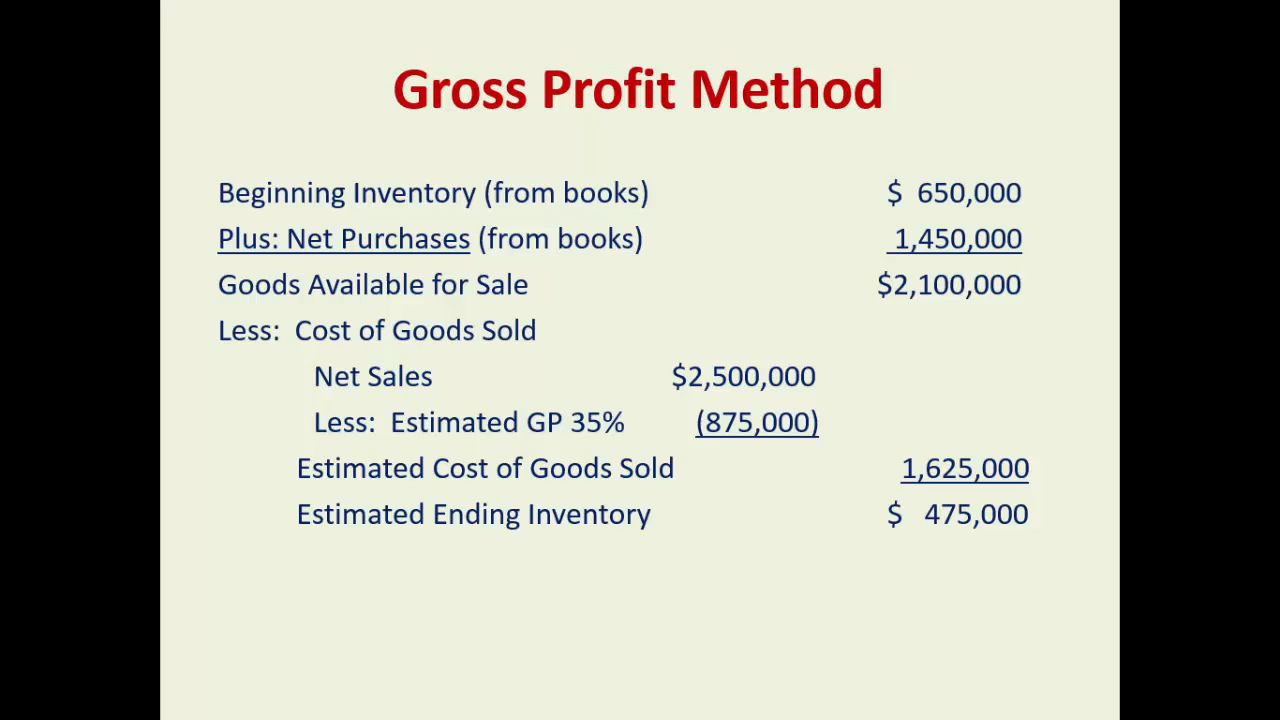 Gross Profit Method
Beginning Inventory (from books) $ 650,000
Plus: Net Purchases (from books) 1,450,000
Goods Available for Sale $2,100,000
Less: Cost of Goods Sold
Net Sales $2,500,000
Less: Estimated GP 35% (875,000)
Estimated Cost of Goods Sold 1,625,000
Estimated Ending Inventory $ 475,000